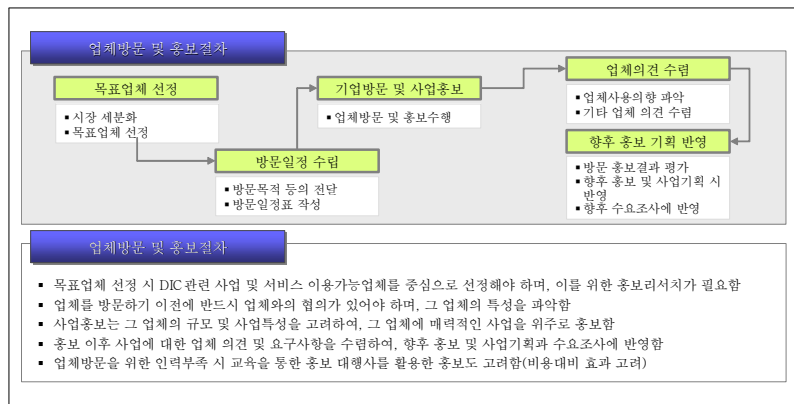 업체방문 및 홍보절차
목표업체 선정
▪ 시장 세분화
▪ 목표업체 선정
방문일정 수립
▪ 방문목적 등의 전달
▪ 방문일정표 작성
기업방문 및 사업홍보
▪ 업체방문 및 홍보수행
업체의견 수렴
▪ 업체사용의향 파악
▪ 기타 업체 의견 수렴
향후 홍보 기획 반영
▪ 방문 홍보결과 평가
▪ 향후 홍보 및 사업기획 시
반영
▪ 향후 수요조사에 반영
업체방문 및 홍보절차
▪ 목표업체 선정 시 DIC관련 사업 및 서비스 이용가능업체를 중심으로 선정해야 하며, 이를 위한 홍보리서치가 필요함
▪ 업체를 방문하기 이전에 반드시 업체와의 협의가 있어야 하며, 그 업체의 특성을 파악함
▪ 사업홍보는 그 업체의 규모 및 사업특성을 고려하여, 그 업체에 매력적인 사업을 위주로 홍보함
▪ 홍보 이후 사업에 대한 업체 의견 및 요구사항을 수렴하여, 향후 홍보 및 사업기획과 수요조사에 반영함
▪ 업체방문을 위한 인력부족 시 교육을 통한 홍보 대행사를 활용한 홍보도 고려함(비용대비 효과 고려)